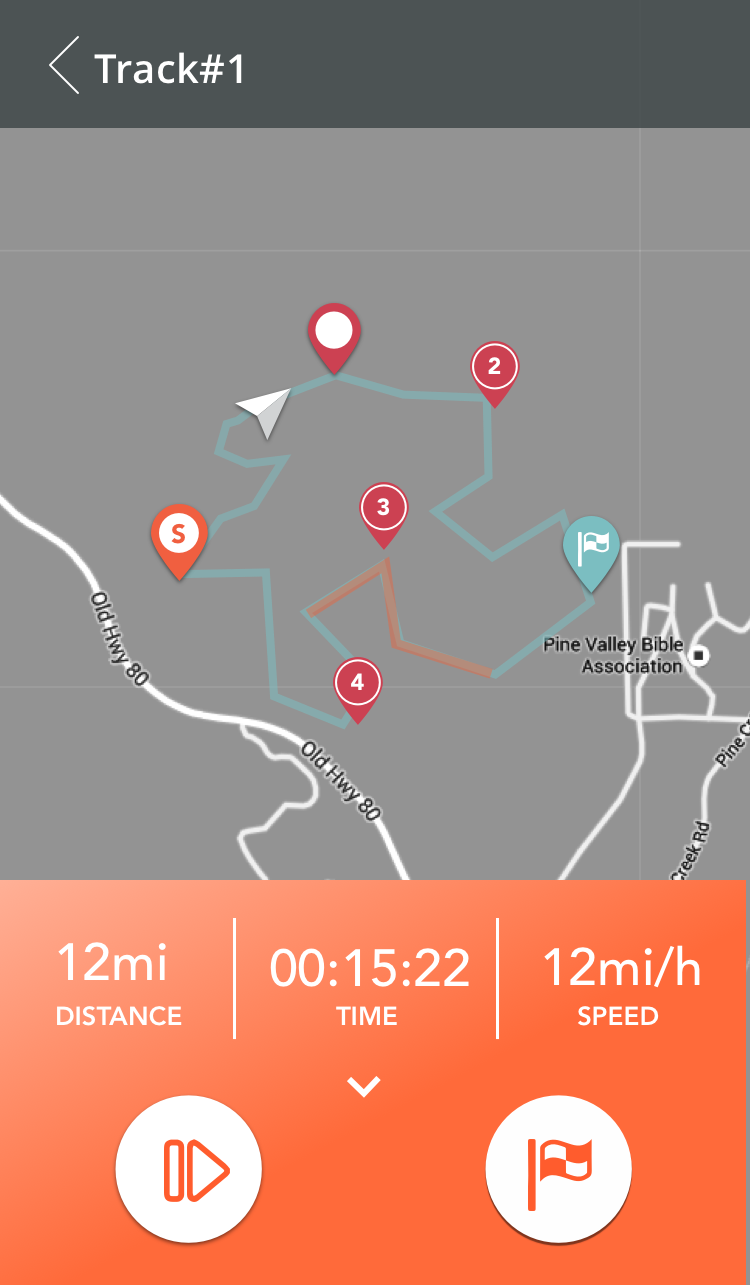 Track#1
2
3
S
Pine Valley Bible
Association
Old Hwy 80
4
Old Hwy 80
Creek Rd
12mi
00:15:22
12mi/h
DISTANCE
TIME
SPEED